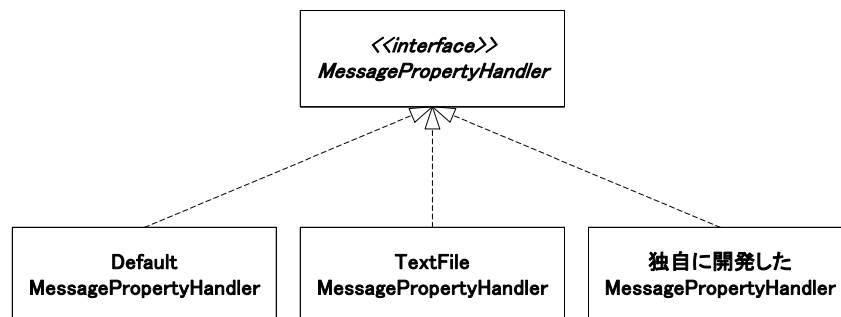 <<interface>>
MessagePropertyHandler
Default
MessagePropertyHandler
TextFile
MessagePropertyHandler
独自に開発した
MessagePropertyHandler